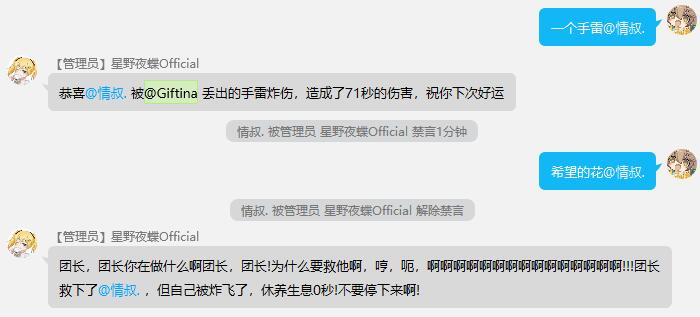 一个手雷@情叔.
【管理员】星野夜蝶Official
恭喜@情叔. 被@Giftina 丢出的手雷炸伤，造成了71秒的伤害，祝你下次好运
情叔. 被管理员 星野夜蝶Official 禁言1分钟
希望的花@情叔.
情叔. 被管理员 星野夜蝶Official 解除禁言
【管理员】星野夜蝶Official
团长，团长你在做什么啊团长，团长!为什么要救他啊，哼，呃，啊啊啊啊啊啊啊啊啊啊啊啊啊啊啊!!!团长
救下了@情叔. ，但自己被炸飞了，休养生息0秒!不要停下来啊!